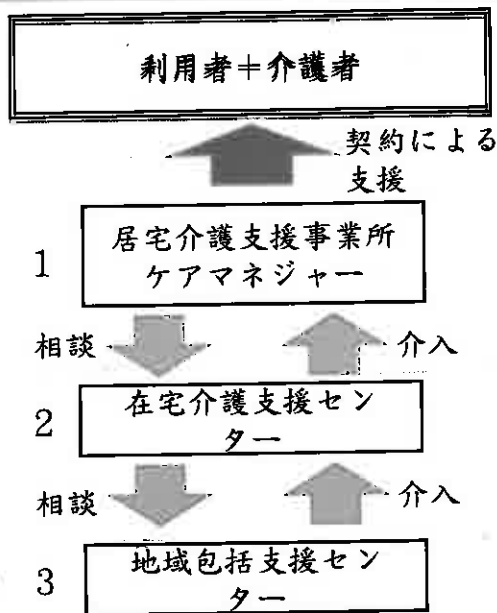 利用者＋介護者
契約による
支援
1
居宅介護支援事業所
ケアマネジャー
相談
介入
2
在宅介護支援セン
ター
相談
介入
3
地域包括支援セン
ター